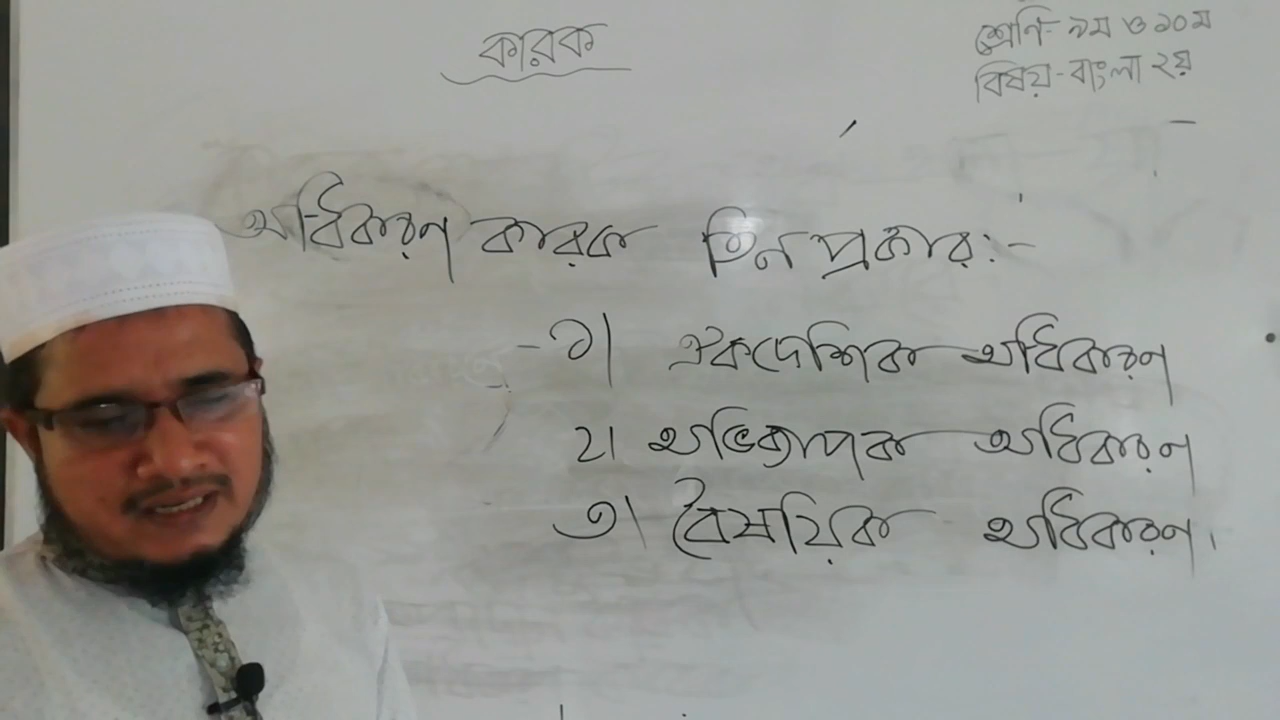 কারক
শ্রেণি- ৯ম ও ১০ম
বিষয়-বাংলা ২য়
অধিকরণ কারক তিন প্রকার:-
১। ঐকদেশিক অধিকরণ
২। অভিব্যাপক অধিকরণ
৩। বৈষয়িক অধিকরণ।